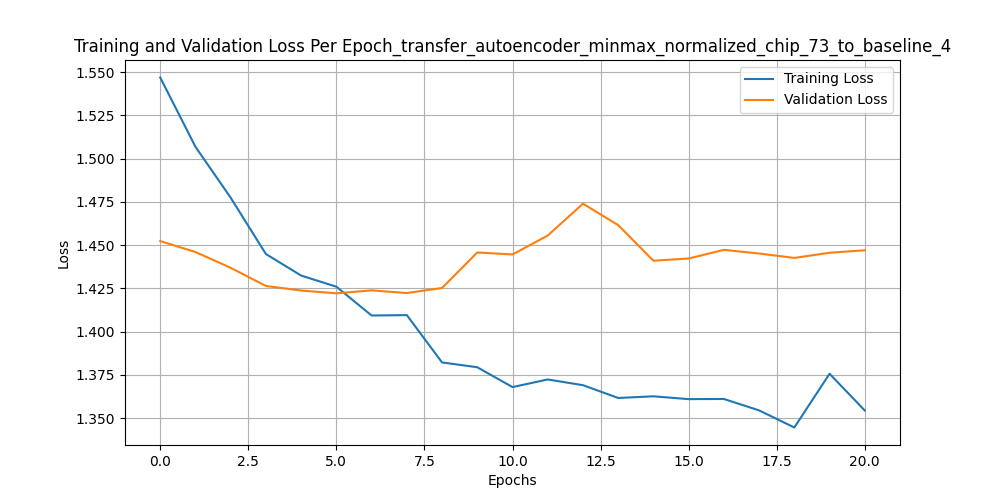 Training and Validation Loss Per Epoch_transfer_autoencoder_minmax_normalized_chip_73_to_baseline_4
Training Loss
Validation Loss
Loss
1.550
1.525
1.500
1.475
1.450
1.425
1.400
1.375
1.350
0.0 2.5 5.0 7.5 10.0 12.5 15.0 17.5 20.0
Epochs